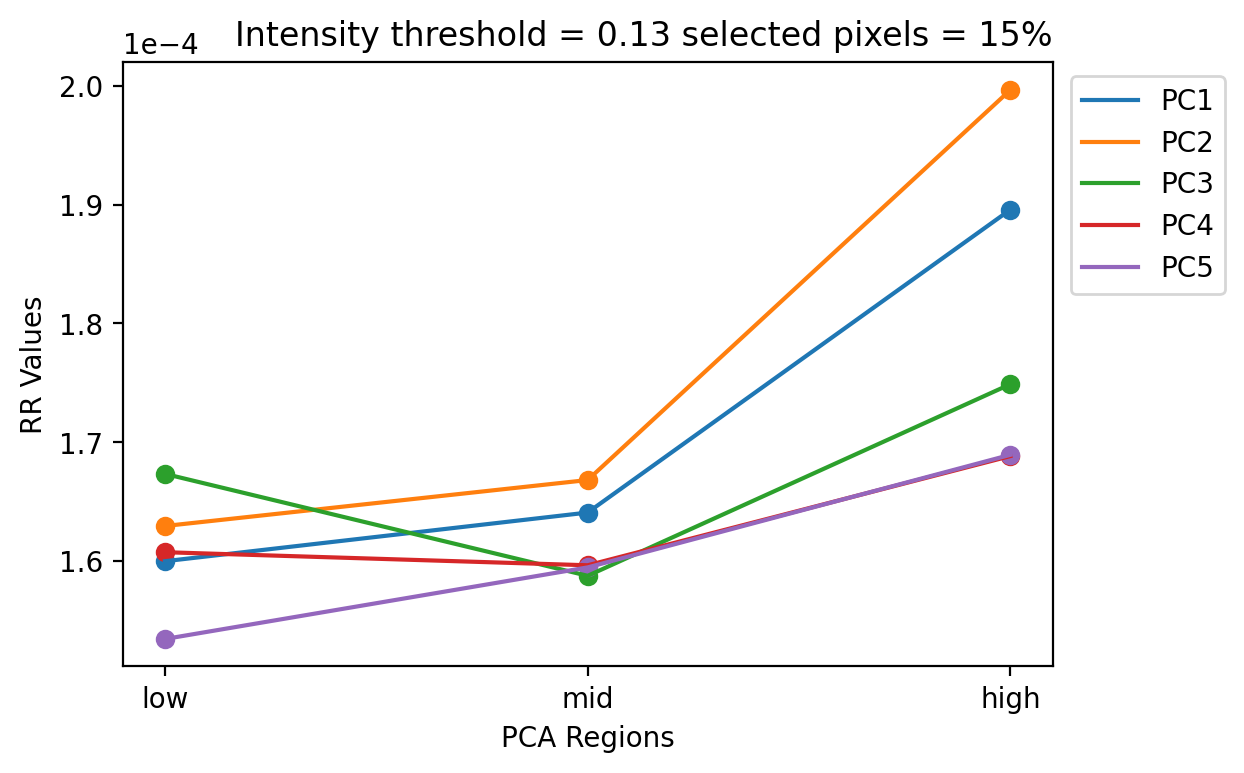 Intensity threshold = 0.13 selected pixels = 15%
1e−4
2.0
1.9
1.8
1.7
1.6
RR Values
low
mid
high
PCA Regions
PC1
PC2
PC3
PC4
PC5